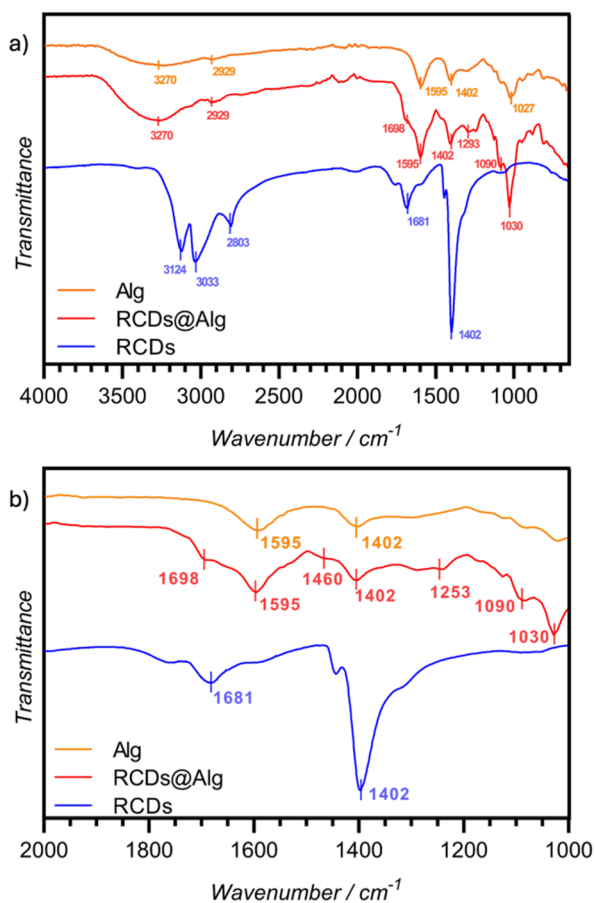 a)
Transmittance
3270
2929
1595
1402
1027
3270
2929
1698
1595
1402
1293
1090
1030
3124
3033
2803
1681
1402
Alg
RCDs@Alg
RCDs
4000 3500 3000 2500 2000 1500 1000
Wavenumber / cm-1
b)
Transmittance
1595
1402
1698
1595
1460
1402
1253
1090
1030
1681
1402
Alg
RCDs@Alg
RCDs
2000 1800 1600 1400 1200 1000
Wavenumber / cm-1